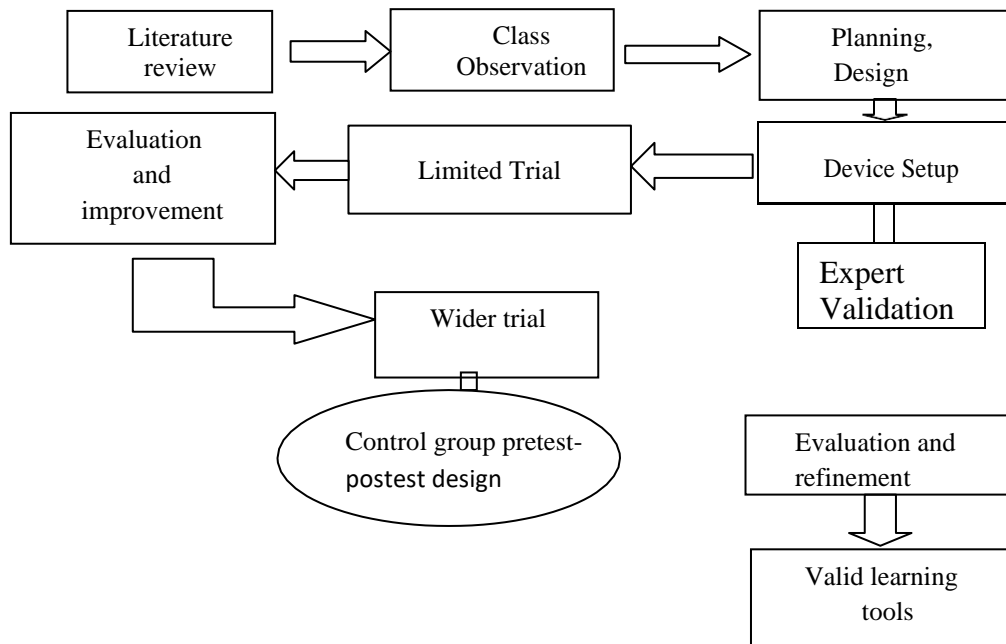 Literature
review
Class
Observation
Planning,
Design
Evaluation
and
improvement
Limited Trial
Device Setup
Expert
Validation
Wider trial
Control group pretest-
postest design
Evaluation and
refinement
Valid learning
tools